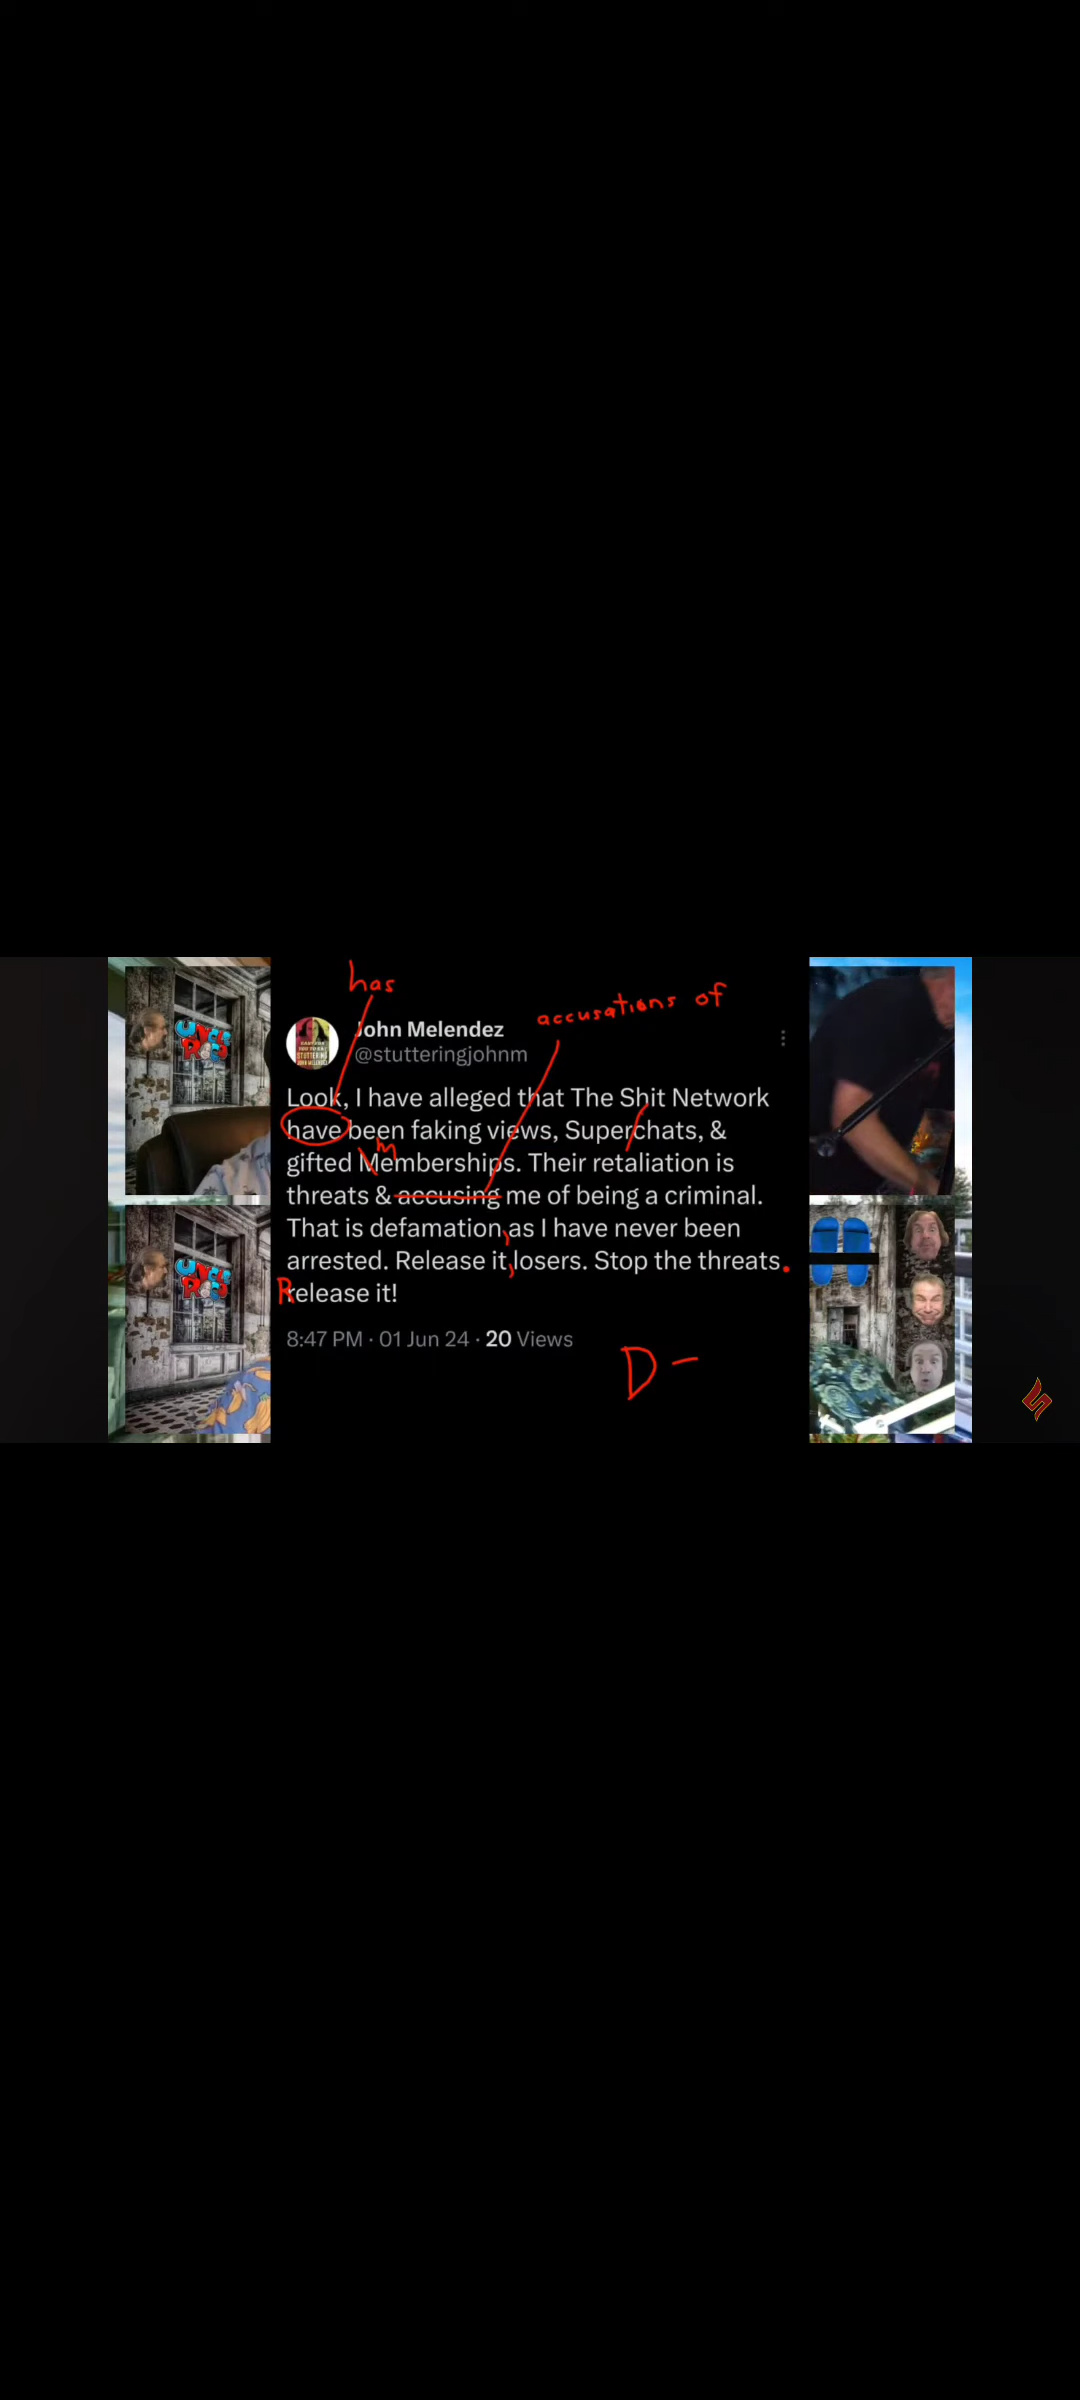 has
accusations of
John Melendez
@stutteringjohnm
Look, I have alleged that The Shit Network
have been faking views, Superchats, &
m
gifted Memberships. Their retaliation is
threats & accusing me of being a criminal.
That is defamation, as I have never been
arrested. Release it, losers. Stop the threats.
Release it!
8:47 PM · 01 Jun 24 · 20 Views
D-
UNCLE
UNCLE